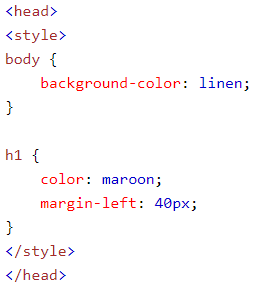 <head>
<style>
body {
    background-color: linen;
}

h1 {
    color: maroon;
    margin-left: 40px;
}
</style>
</head>